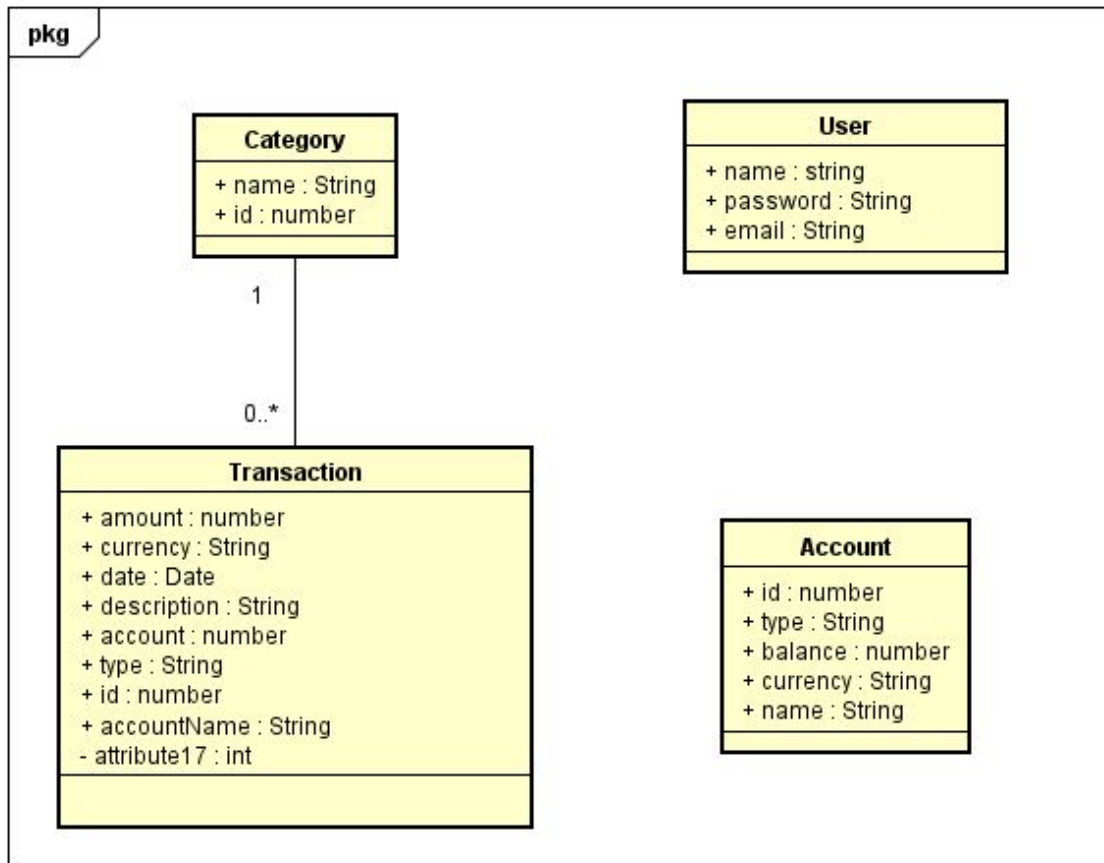 pkg
Category
+ name : String
+ id : number
User
+ name : string
+ password : String
+ email : String
1
0..*
Transaction
+ amount : number
+ currency : String
+ date : Date
+ description : String
+ account : number
+ type : String
+ id : number
+ accountName : String
- attribute17 : int
Account
+ id : number
+ type : String
+ balance : number
+ currency : String
+ name : String